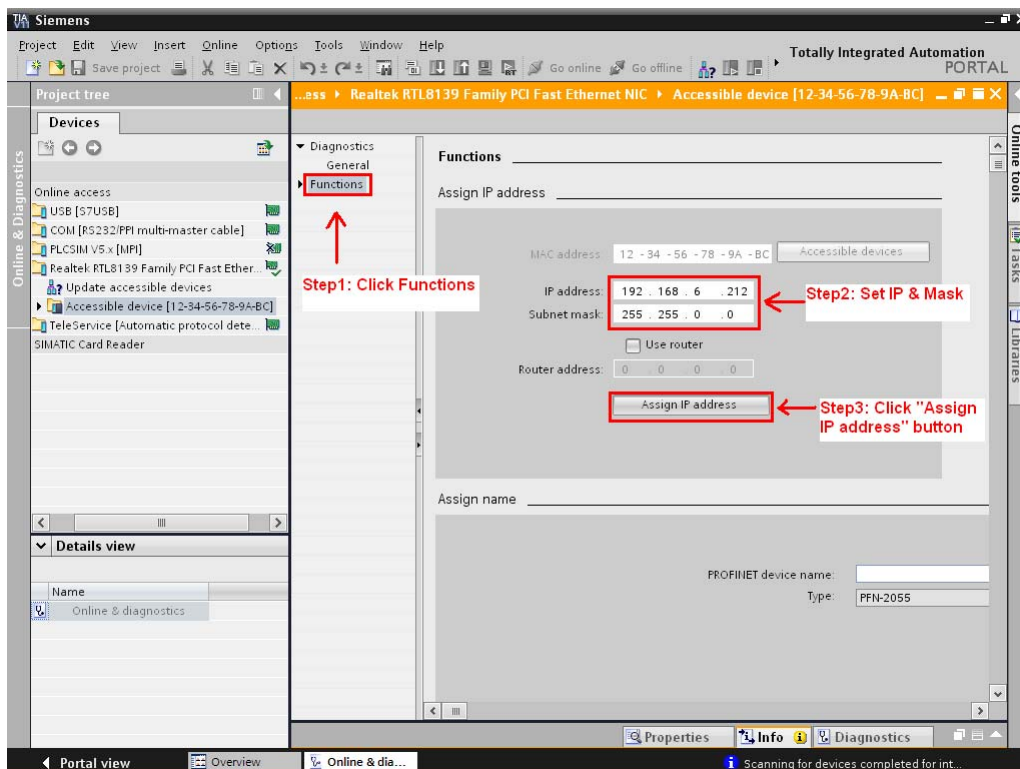 Siemens
Project Edit View Insert Online Options Tools Window Help
Save project Go online Go offline
Totally Integrated Automation
PORTAL
Project tree
...ess ▸ Realtek RTL8139 Family PCI Fast Ethernet NIC ▸ Accessible device [12-34-56-78-9A-BC]
Devices
Online & Diagnostics
Online access
USB [S7USB]
COM [RS232/PPI multi-master cable]
PLCSIM V5.x [MPI]
Realtek RTL8139 Family PCI Fast Ether...
Update accessible devices
Accessible device [12-34-56-78-9A-BC]
TeleService [Automatic protocol dete...
SIMATIC Card Reader
Details view
Name
Online & diagnostics
Diagnostics
General
Functions
Step1: Click Functions
Functions
Assign IP address
MAC address: 12 - 34 - 56 - 78 - 9A - BC Accessible devices
IP address: 192 . 168 . 6 . 212
Step2: Set IP & Mask
Subnet mask: 255 . 255 . 0 . 0
Use router
Router address: 0 . 0 . 0 . 0
Assign IP address
Step3: Click "Assign
IP address" button
Assign name
PROFINET device name:
Type: PFN-2055
Online tools
Tasks
Libraries
Properties Info Diagnostics
Portal view Overview Online & dia... Scanning for devices completed for int...